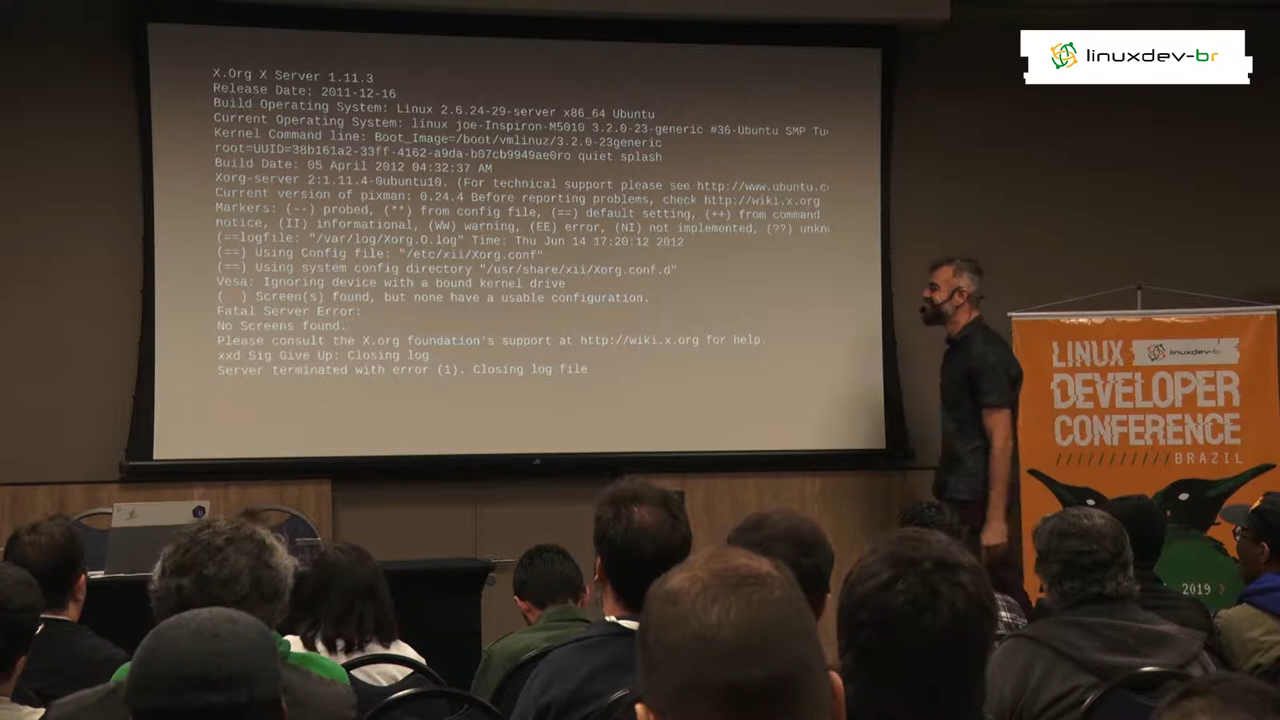 linuxdev-br
X.Org X Server 1.11.3
Release Date: 2011-12-16
Build Operating System: Linux 2.6.24-29-server x86_64 Ubuntu
Current Operating System: linux joe-Inspiron-M5010 3.2.0-23-generic #36-Ubuntu SMP Tu
Kernel Command line: Boot_Image=/boot/vmlinuz/3.2.0-23generic
root=UUID=38b161a2-33ff-4162-a9da-b07cb9949ae0ro quiet splash
Build Date: 05 April 2012 04:32:37 AM
Xorg-server 2:1.11.4-0ubuntu10. (For technical support please see http://www.ubuntu.c
Current version of pixman: 0.24.4 Before reporting problems, check http://wiki.x.org
Markers: (--) probed, (**) from config file, (==) default setting, (++) from command
notice, (II) informational, (WW) warning, (EE) error, (NI) not implemented, (??) unkn
(==logfile: "/var/log/Xorg.O.log" Time: Thu Jun 14 17:20:12 2012
(==) Using Config file: "/etc/xii/Xorg.conf"
(==) Using system config directory "/usr/share/xii/Xorg.conf.d"
Vesa: Ignoring device with a bound kernel drive
( ) Screen(s) found, but none have a usable configuration.
Fatal Server Error:
No Screens found.
Please consult the X.org foundation's support at http://wiki.x.org for help.
xxd Sig Give Up: Closing log
Server terminated with error (1). Closing log file
LINUX linuxdev-br
DEVELOPER
CONFERENCE
//////////BRAZIL
2019